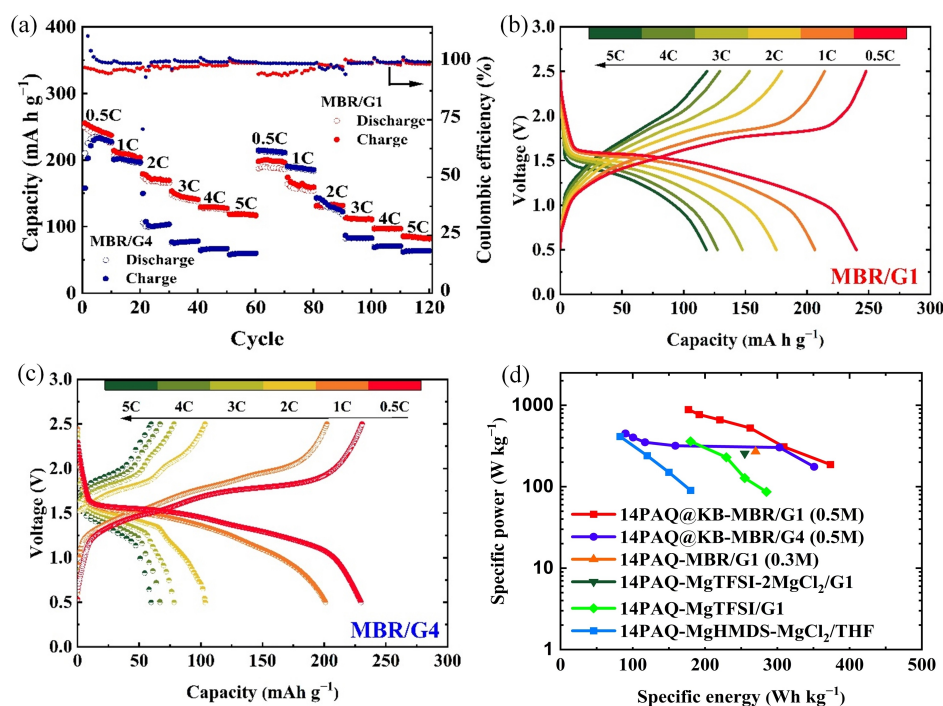 (a)
400
350
300
250
200
150
100
50
0
0 20 40 60 80 100 120
Capacity (mA h g⁻¹)
Cycle
100
75
50
25
0
Coulombic efficiency (%)
MBR/G1
Discharge
Charge
0.5C
1C
2C
3C
4C
5C
0.5C
1C
2C
3C
4C
5C
MBR/G4
Discharge
Charge
(b)
5C 4C 3C 2C 1C 0.5C
3.0
2.5
2.0
1.5
1.0
0.5
0.0
Voltage (V)
0 50 100 150 200 250 300
Capacity (mA h g⁻¹)
MBR/G1
(c)
5C 4C 3C 2C 1C 0.5C
3.0
2.5
2.0
1.5
1.0
0.5
0.0
Voltage (V)
0 50 100 150 200 250 300
Capacity (mAh g⁻¹)
MBR/G4
(d)
1000
100
10
1
Specific power (W kg⁻¹)
14PAQ@KB-MBR/G1 (0.5M)
14PAQ@KB-MBR/G4 (0.5M)
14PAQ-MBR/G1 (0.3M)
14PAQ-MgTFSI-2MgCl₂/G1
14PAQ-MgTFSI/G1
14PAQ-MgHMDS-MgCl₂/THF
0 100 200 300 400 500
Specific energy (Wh kg⁻¹)